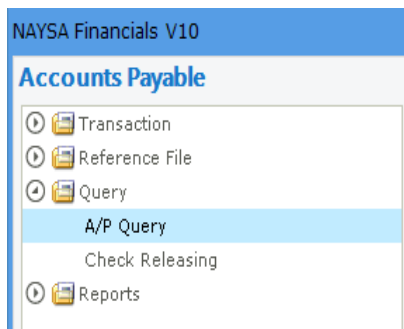 NAYSA Financials V10
Accounts Payable
Transaction
Reference File
Query
A/P Query
Check Releasing
Reports